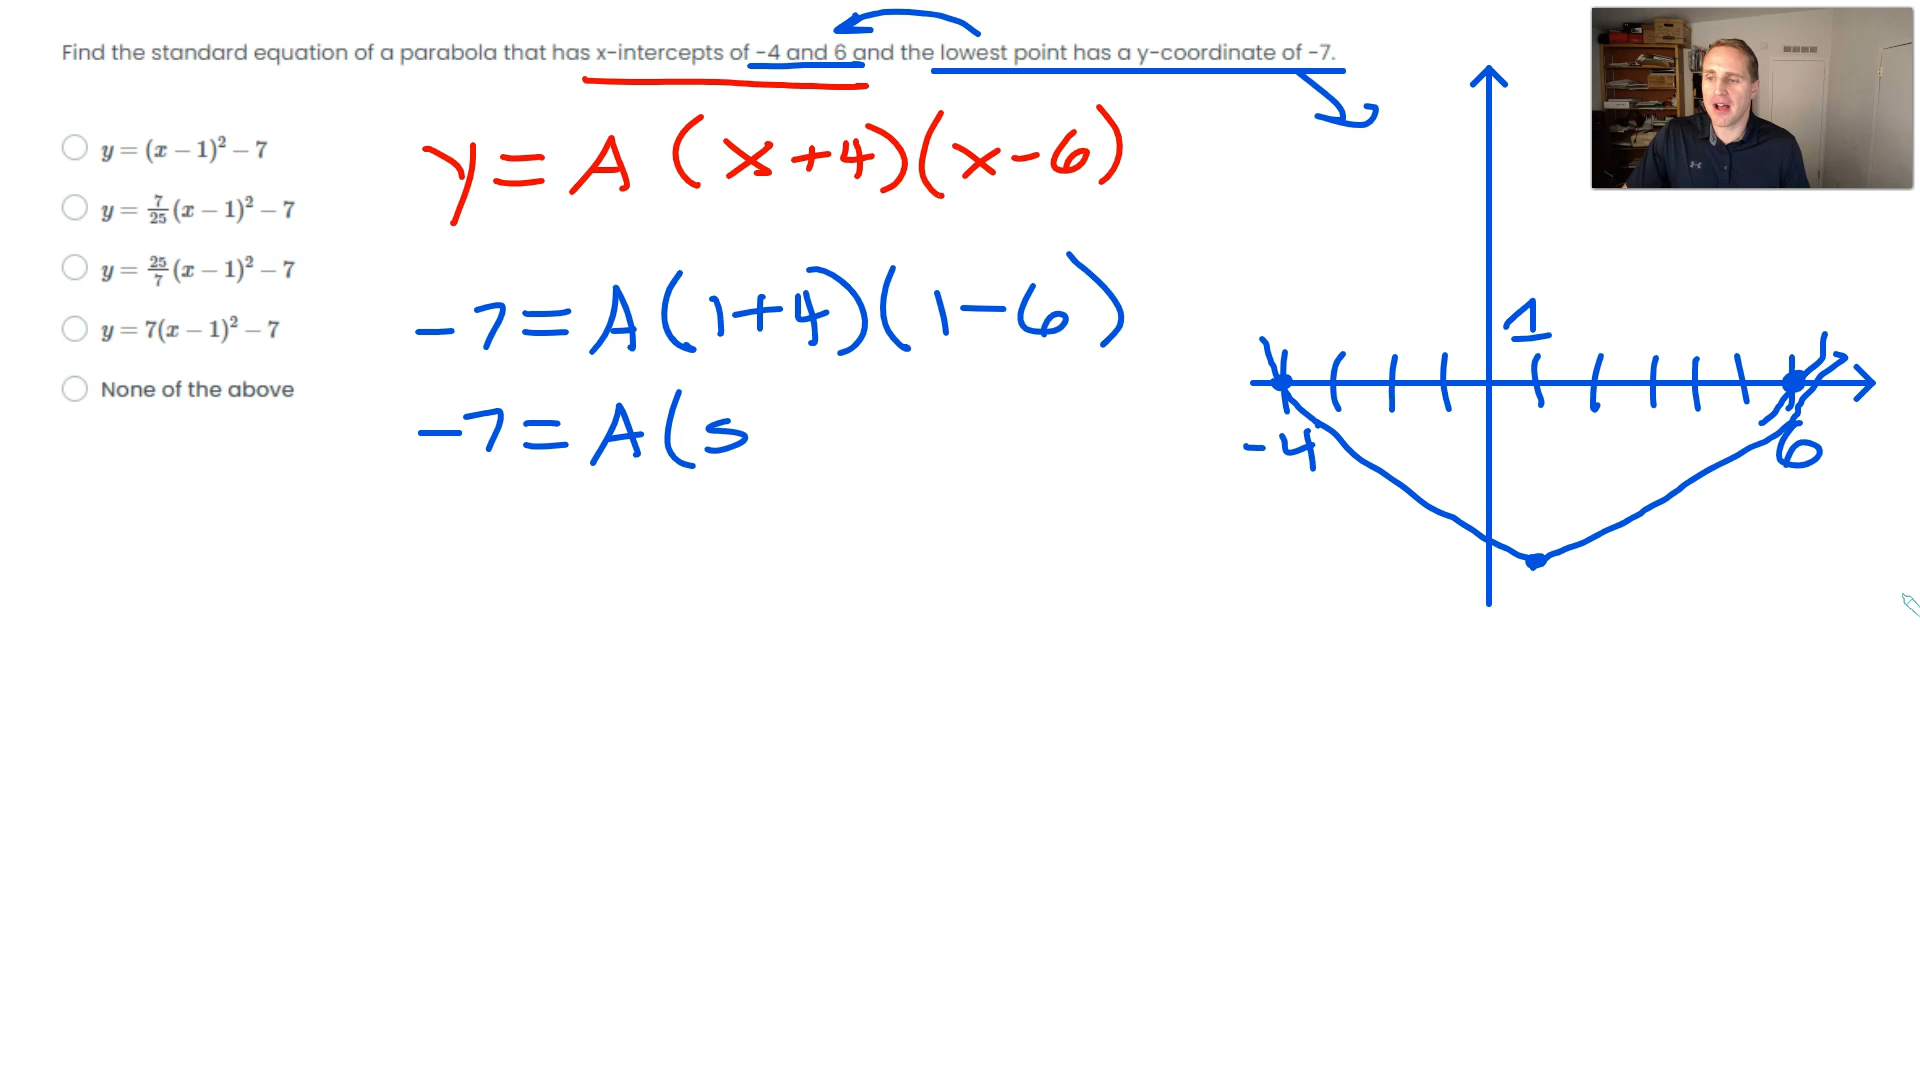 Find the standard equation of a parabola that has x-intercepts of -4 and 6 and the lowest point has a y-coordinate of -7.
y = (x − 1)² − 7
y = 7/25 (x − 1)² − 7
y = 25/7 (x − 1)² − 7
y = 7(x − 1)² − 7
None of the above
y = A (x+4)(x-6)
-7 = A(1+4)(1-6)
-7 = A(5
1
-4
6